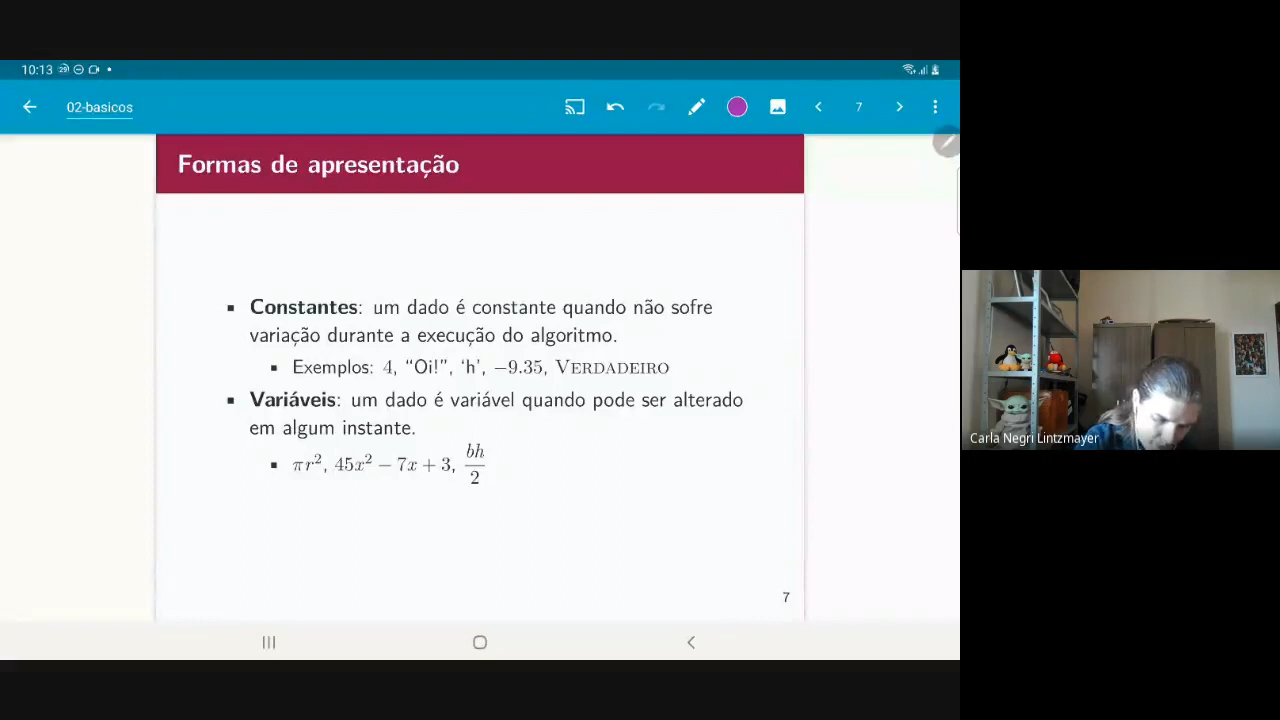 10:13 29
02-basicos
7
Formas de apresentação
▪ Constantes: um dado é constante quando não sofre
variação durante a execução do algoritmo.
▪ Exemplos: 4, “Oi!”, ‘h’, −9.35, VERDADEIRO
▪ Variáveis: um dado é variável quando pode ser alterado
em algum instante.
▪ πr², 45x² − 7x + 3, bh/2
7
Carla Negri Lintzmayer